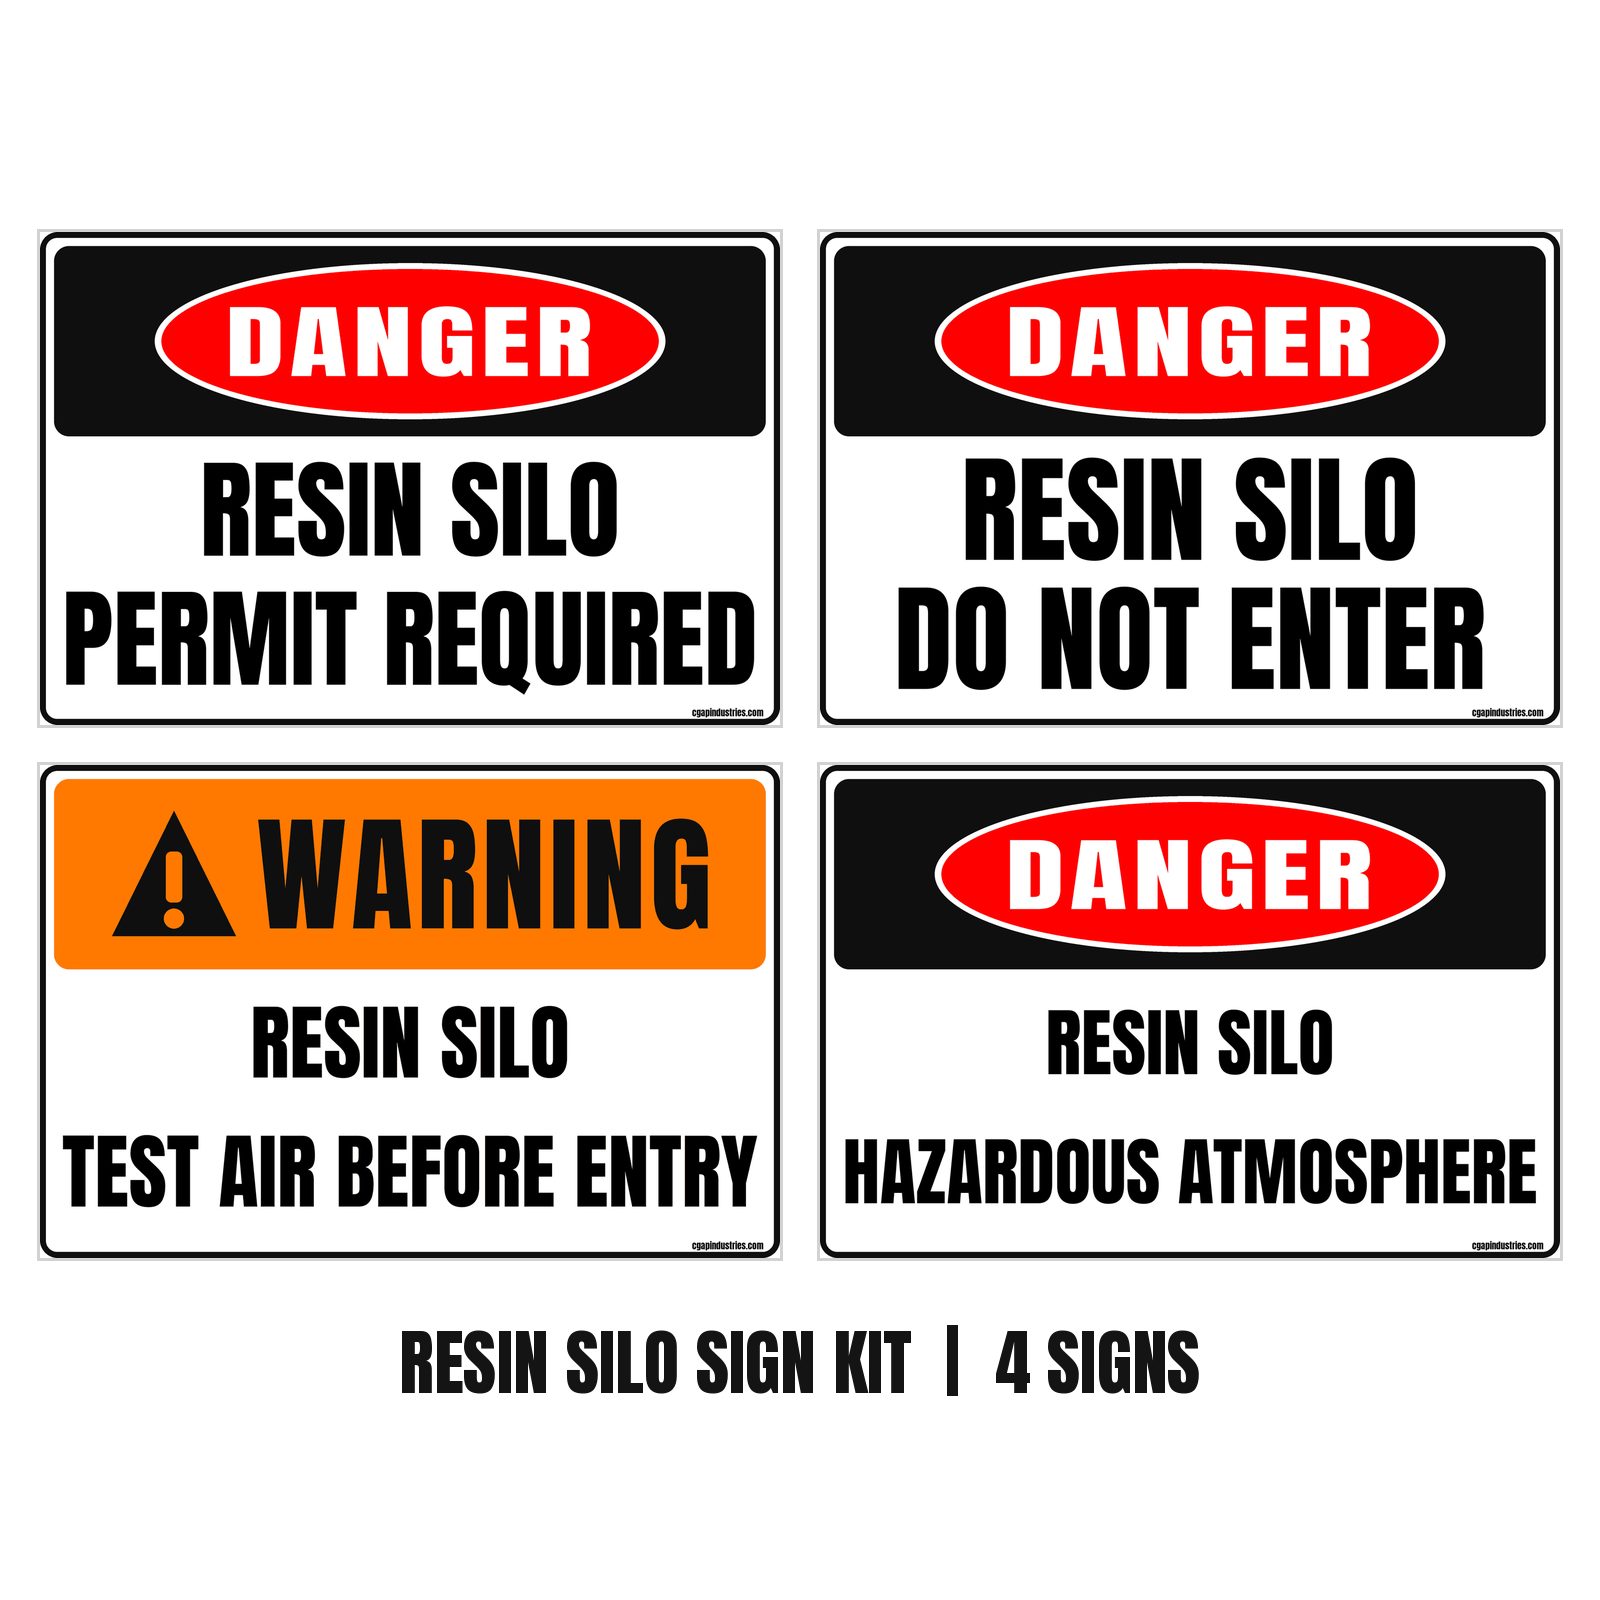 DANGER
RESIN SILO
PERMIT REQUIRED
cgapindustries.com
DANGER
RESIN SILO
DO NOT ENTER
cgapindustries.com
WARNING
RESIN SILO
TEST AIR BEFORE ENTRY
cgapindustries.com
DANGER
RESIN SILO
HAZARDOUS ATMOSPHERE
cgapindustries.com
RESIN SILO SIGN KIT | 4 SIGNS